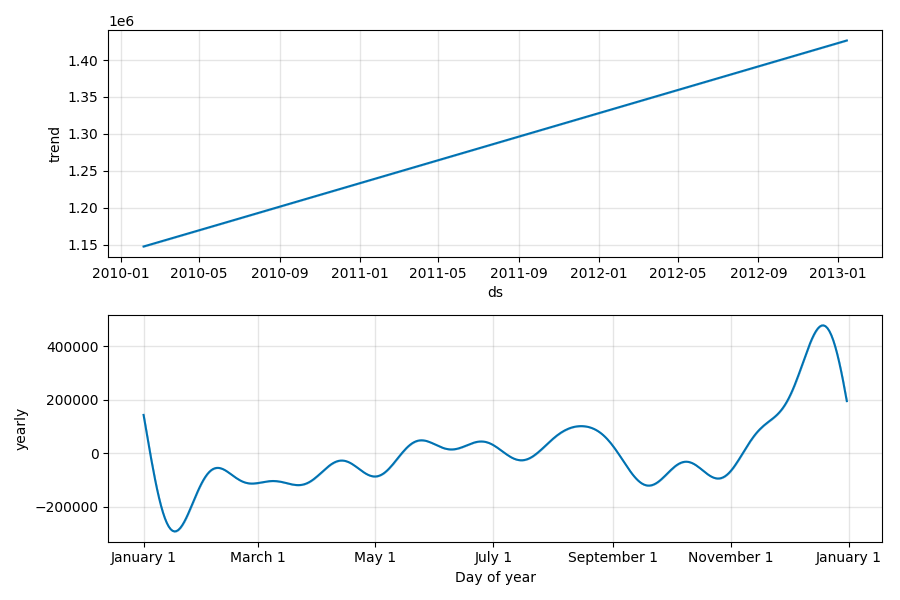 1e6
1.40
1.35
1.30
1.25
1.20
1.15
trend
2010-01 2010-05 2010-09 2011-01 2011-05 2011-09 2012-01 2012-05 2012-09 2013-01
ds
400000
200000
0
−200000
yearly
January 1 March 1 May 1 July 1 September 1 November 1 January 1
Day of year